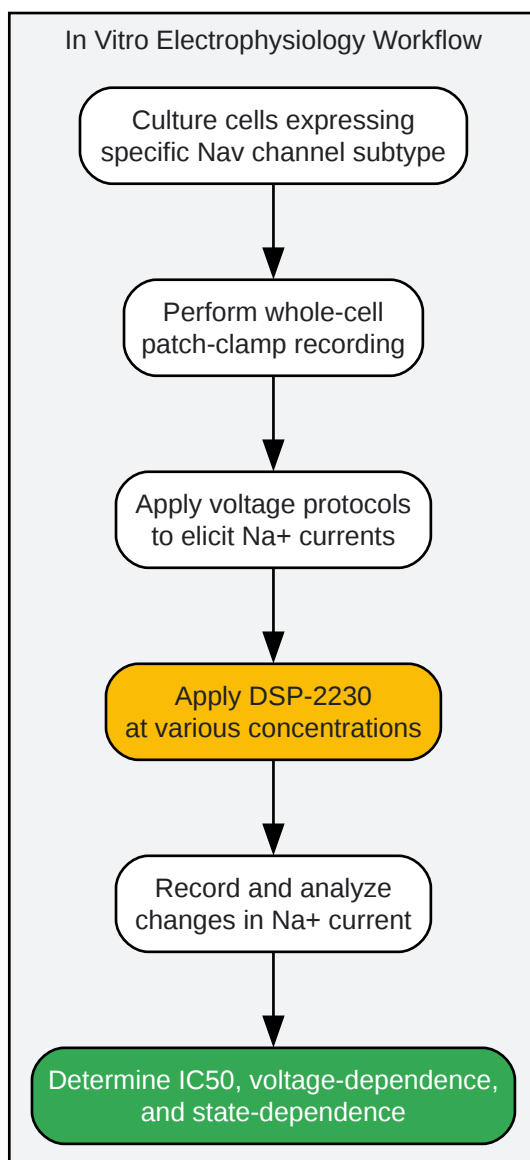 In Vitro Electrophysiology Workflow
Culture cells expressing
specific Nav channel subtype
Perform whole-cell
patch-clamp recording
Apply voltage protocols
to elicit Na+ currents
Apply DSP-2230
at various concentrations
Record and analyze
changes in Na+ current
Determine IC50, voltage-dependence,
and state-dependence